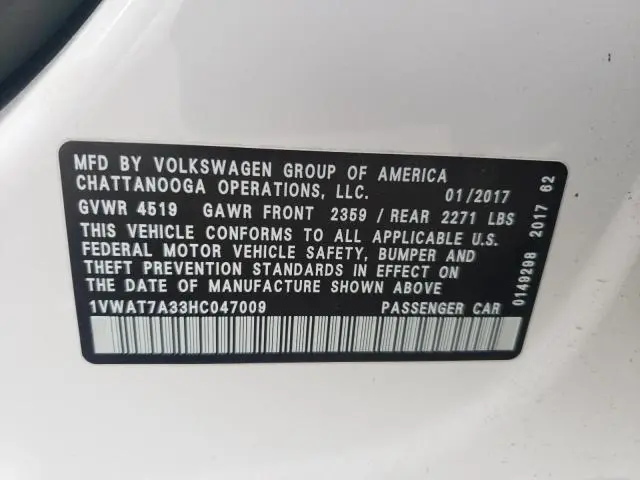 MFD BY VOLKSWAGEN GROUP OF AMERICA
CHATTANOOGA OPERATIONS, LLC. 01/2017
GVWR 4519 GAWR FRONT 2359 / REAR 2271 LBS
THIS VEHICLE CONFORMS TO ALL APPLICABLE U.S.
FEDERAL MOTOR VEHICLE SAFETY, BUMPER AND
THEFT PREVENTION STANDARDS IN EFFECT ON
THE DATE OF MANUFACTURE SHOWN ABOVE
1VWAT7A33HC047009 PASSENGER CAR
0149298 2017 62